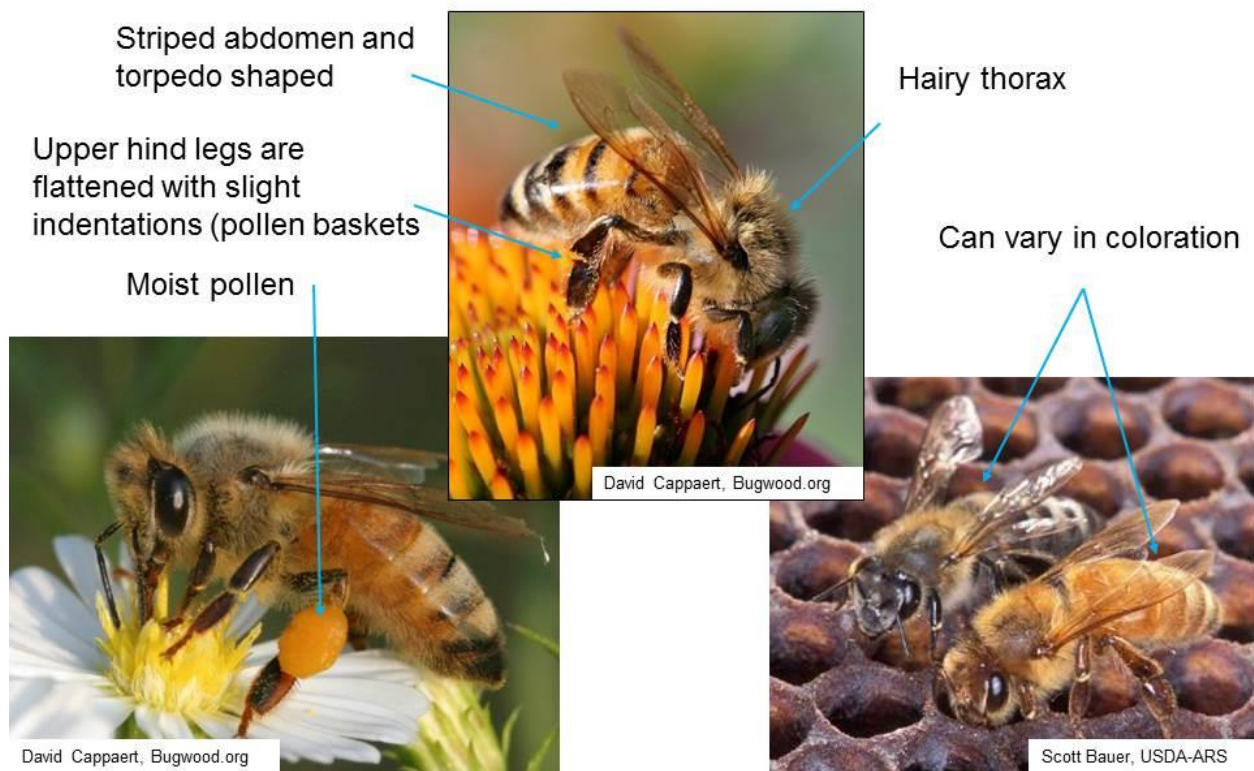 Striped abdomen and
torpedo shaped
Hairy thorax
Upper hind legs are
flattened with slight
indentations (pollen baskets
Can vary in coloration
Moist pollen
David Cappaert, Bugwood.org
David Cappaert, Bugwood.org
Scott Bauer, USDA-ARS